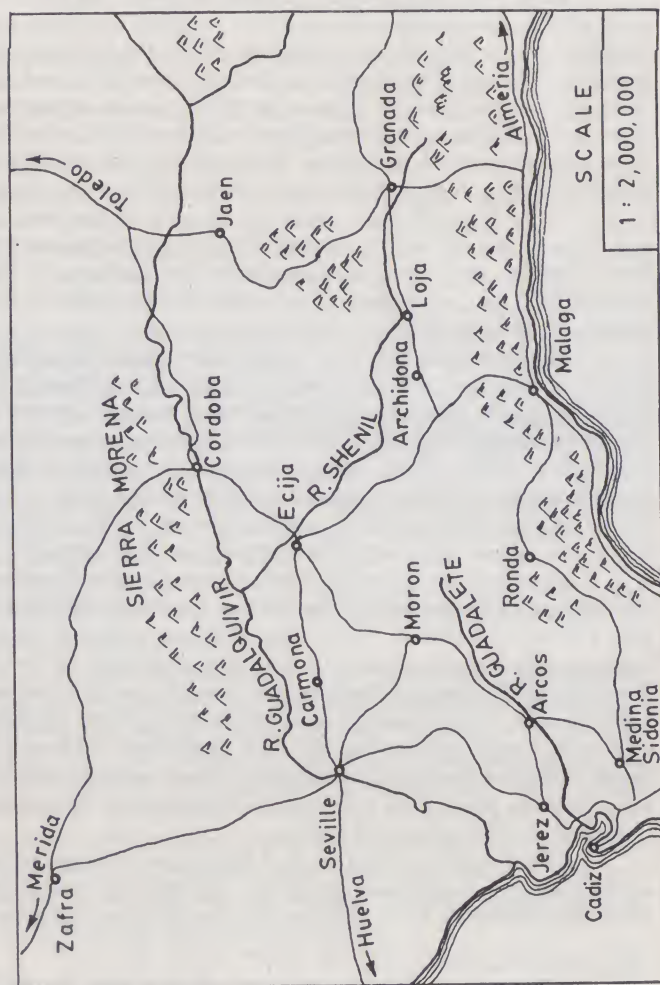 Merida
Zafra
Toledo
SIERRA MORENA
Cordoba
Jaen
R. GUADALQUIVIR
Ecija
Carmona
Seville
R. SHENIL
Huelva
Granada
Loja
Archidona
Moron
GUADALETE
R.
Almeria
Ronda
Arcos
Jerez
Malaga
Cadiz
Medina
Sidonia
SCALE
1: 2,000,000